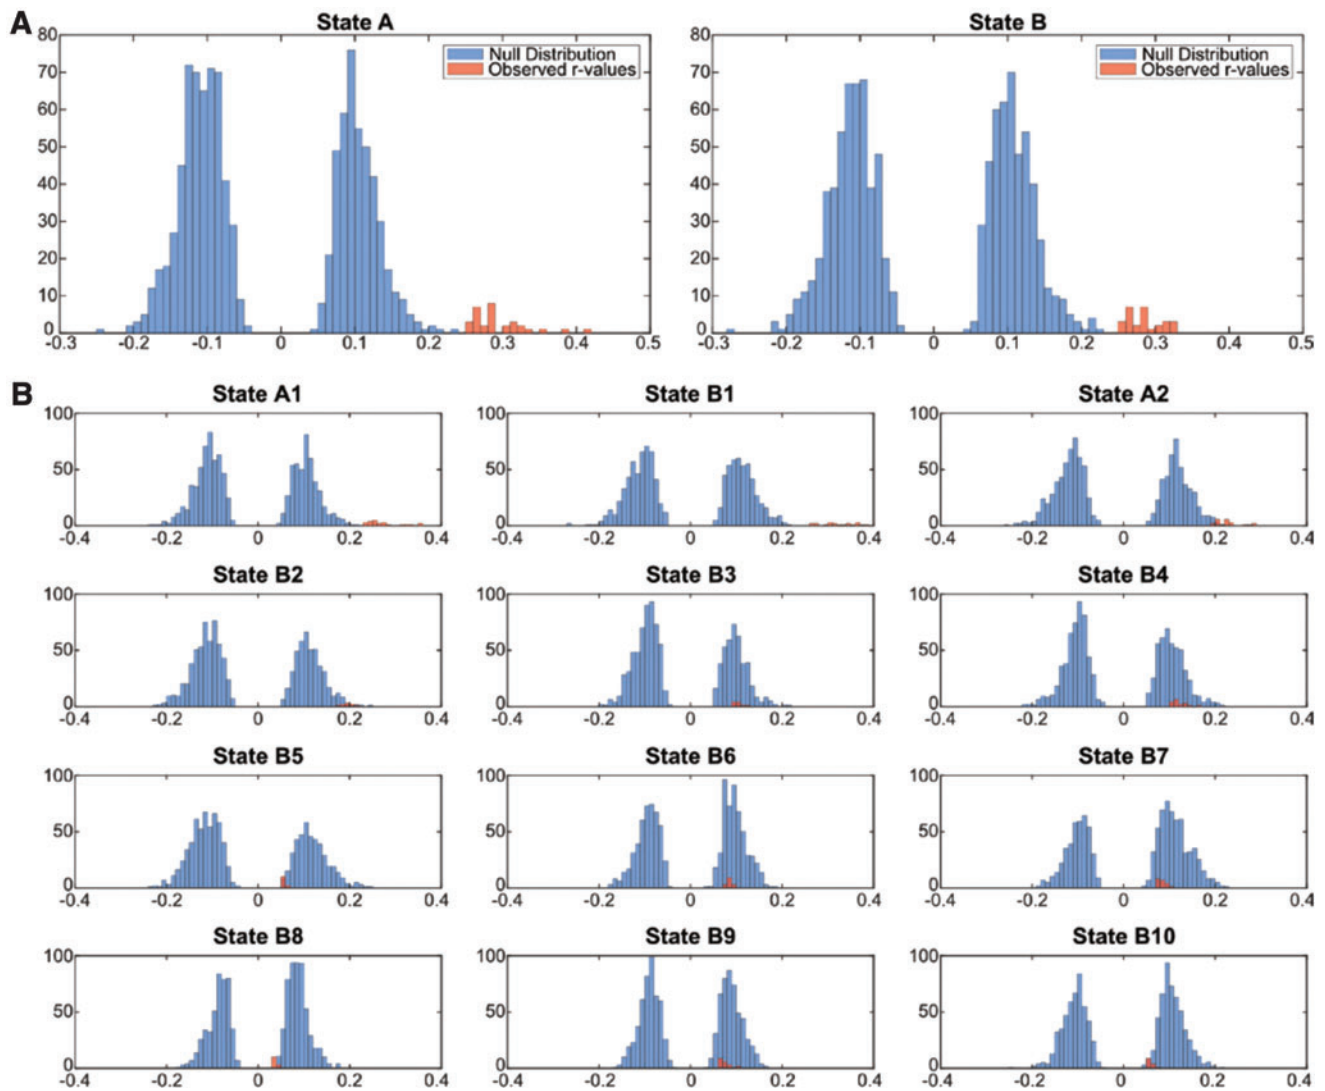 A
State A
State B
Null Distribution
Observed r-values
Null Distribution
Observed r-values
80
70
60
50
40
30
20
10
0
-0.3 -0.2 -0.1 0 0.1 0.2 0.3 0.4 0.5
80
70
60
50
40
30
20
10
0
-0.3 -0.2 -0.1 0 0.1 0.2 0.3 0.4 0.5
B
State A1
State B1
State A2
100
50
0
-0.4 -0.2 0 0.2 0.4
100
50
0
-0.4 -0.2 0 0.2 0.4
100
50
0
-0.4 -0.2 0 0.2 0.4
State B2
State B3
State B4
100
50
0
-0.4 -0.2 0 0.2 0.4
100
50
0
-0.4 -0.2 0 0.2 0.4
100
50
0
-0.4 -0.2 0 0.2 0.4
State B5
State B6
State B7
100
50
0
-0.4 -0.2 0 0.2 0.4
100
50
0
-0.4 -0.2 0 0.2 0.4
100
50
0
-0.4 -0.2 0 0.2 0.4
State B8
State B9
State B10
100
50
0
-0.4 -0.2 0 0.2 0.4
100
50
0
-0.4 -0.2 0 0.2 0.4
100
50
0
-0.4 -0.2 0 0.2 0.4